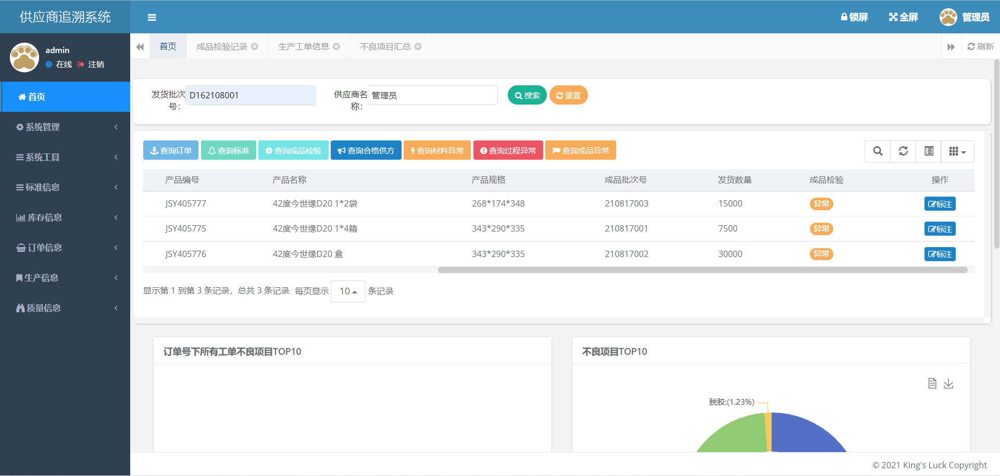 供应商追溯系统
锁屏 全屏 管理员
admin
在线 注销
首页 成品检验记录 生产工单信息 不良项目汇总 刷新
首页
系统管理
系统工具
标准信息
库存信息
订单信息
生产信息
质量信息
发货批次号： D162108001 供应商名称： 管理员 搜索 重置
查询订单 查询标准 查询成品检验 查询合格供方 查询材料异常 查询过程异常 查询成品异常
产品编号 产品名称 产品规格 成品批次号 发货数量 成品检验 操作
JSY405777 42度今世缘D20 1*2袋 268*174*348 210817003 15000 异常 标注
JSY405775 42度今世缘D20 1*4箱 343*290*335 210817001 7500 异常 标注
JSY405776 42度今世缘D20 盒 343*290*335 210817002 30000 异常 标注
显示第 1 到第 3 条记录，总共 3 条记录 每页显示 10 条记录
订单号下所有工单不良项目TOP10
不良项目TOP10
脱胶:(1.23%)
© 2021 King's Luck Copyright